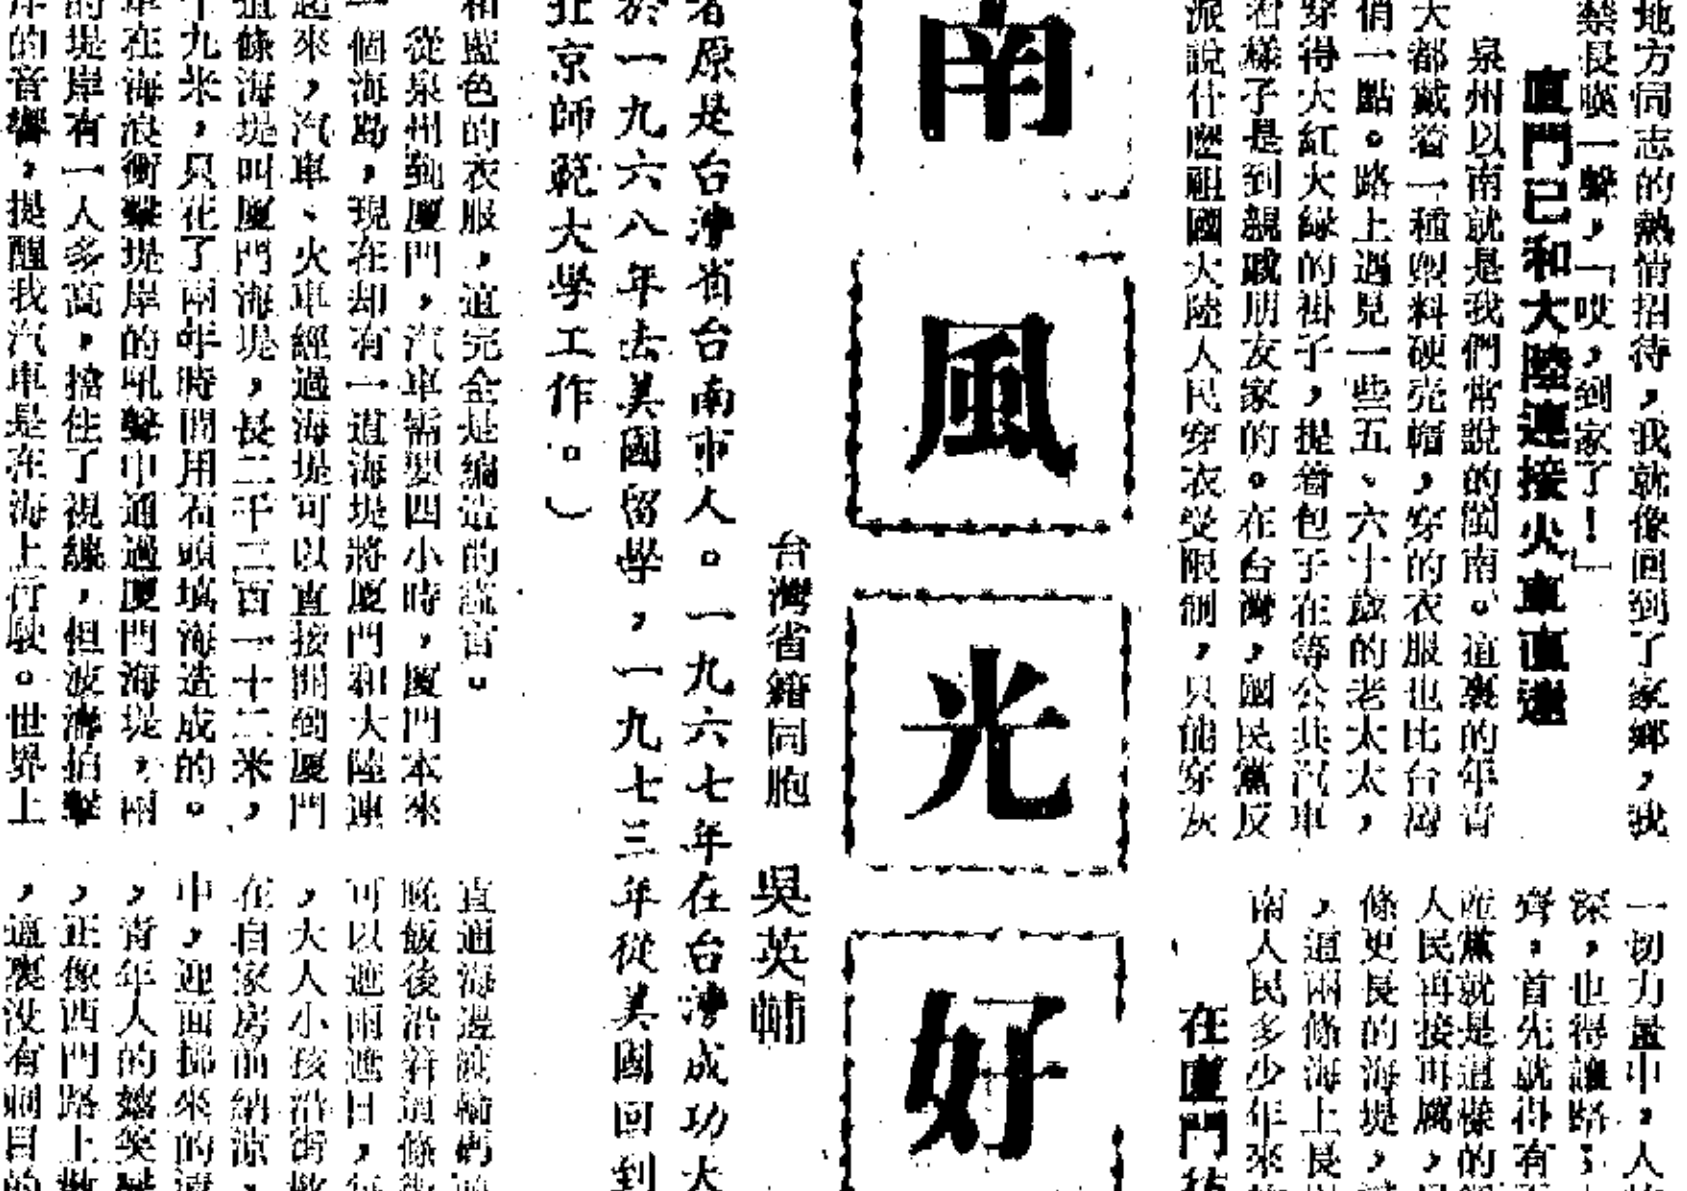 地方同志的熱情招待，我就像回到了家鄉，我
禁長嘆一聲，「哎，到家了！」
廈門已和大陸連接火車直達
泉州以南就是我們常說的閩南。這裏的年青
大都戴着一種塑料硬壳帽，穿的衣服也比台灣
俏一點。路上遇見一些五、六十歲的老太太，
穿得大紅大綠的褂子，提着包子在等公共汽車
看樣子是到親戚朋友家的。在台灣，國民黨反
派說什麼祖國大陸人民穿衣受限制，只能穿灰
一切力量中，人
深，也得讓路；
齊，首先就得有
產黨就是這樣的
人民再接再厲，
條更長的海堤，
，這兩條海上長
南人民多少年來
在廈門
南風光好
台灣省籍同胞 吳英輔
者原是台灣省台南市人。一九六七年在台灣成功大
於一九六八年去美國留學，一九七三年從美國回到
北京師範大學工作。）
和藍色的衣服，這完全是編造的謊言。
從泉州到廈門，汽車需要四小時，廈門本來
一個海島，現在却有一道海堤將廈門和大陸連
起來，汽車、火車經過海堤可以直接開到廈門
這條海堤叫廈門海堤，長二千二百一十二米，
十九米，只花了兩年時間用石頭填海造成的。
車在海浪衝擊堤岸的吼聲中通過廈門海堤，兩
的堤岸有一人多高，擋住了視綫，但波濤拍擊
岸的音響，提醒我汽車是在海上行駛。世界上
直通海邊
晚飯後沿着這條
可以遮雨遮日，
，大人小孩沿街
在自家房前納涼，
中，迎面拂來的
，青年人的嬉笑
，正像西門路上
，這裏没有